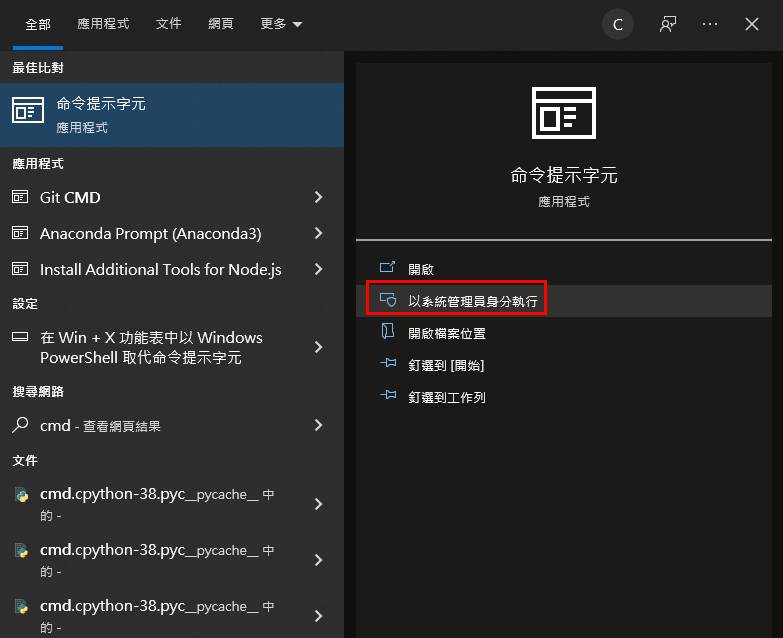 全部 應用程式 文件 網頁 更多 C
最佳比對
命令提示字元
應用程式
應用程式
Git CMD
Anaconda Prompt (Anaconda3)
Install Additional Tools for Node.js
設定
在 Win + X 功能表中以 Windows
PowerShell 取代命令提示字元
搜尋網路
cmd - 查看網頁結果
文件
cmd.cpython-38.pyc__pycache__ 中
的 -
cmd.cpython-38.pyc__pycache__ 中
的 -
cmd.cpython-38.pyc__pycache__ 中
的 -
命令提示字元
應用程式
開啟
以系統管理員身分執行
開啟檔案位置
釘選到 [開始]
釘選到工作列